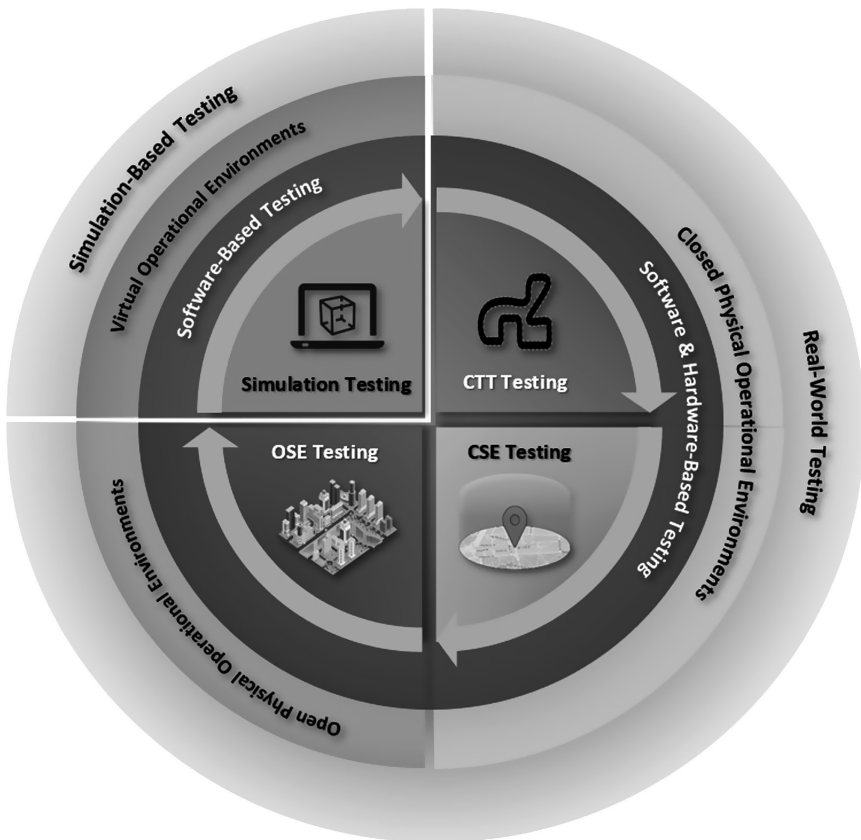 Simulation-Based Testing
Virtual Operational Environments
Software-Based Testing
Simulation Testing
CTT Testing
OSE Testing
CSE Testing
Software & Hardware-Based Testing
Closed Physical Operational Environments
Real-World Testing
Open Physical Operational Environments